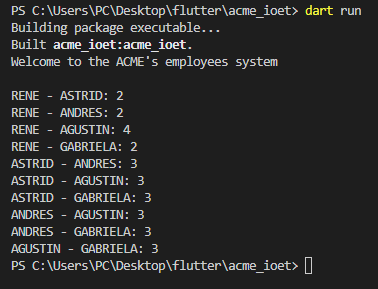 PS C:\Users\PC\Desktop\flutter\acme_ioet> dart run
Building package executable...
Built acme_ioet:acme_ioet.
Welcome to the ACME's employees system
RENE - ASTRID: 2
RENE - ANDRES: 2
RENE - AGUSTIN: 4
RENE - GABRIELA: 2
ASTRID - ANDRES: 3
ASTRID - AGUSTIN: 3
ASTRID - GABRIELA: 3
ANDRES - AGUSTIN: 3
ANDRES - GABRIELA: 3
AGUSTIN - GABRIELA: 3
PS C:\Users\PC\Desktop\flutter\acme_ioet>